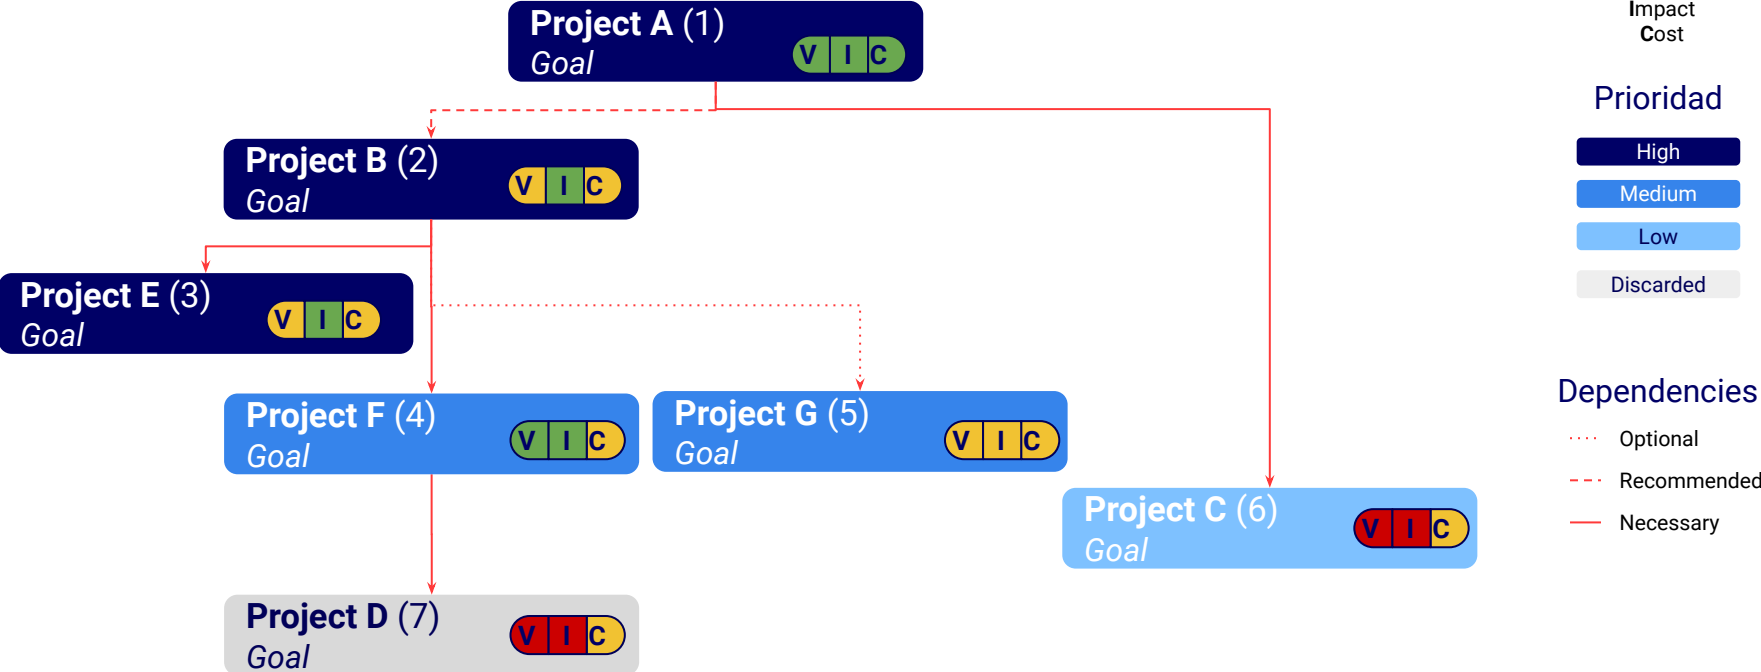 Project A (1)
Goal
V I C
Impact
Cost
Prioridad
High
Medium
Low
Discarded
Project B (2)
Goal
V I C
Project E (3)
Goal
V I C
Project F (4)
Goal
V I C
Project G (5)
Goal
V I C
Project C (6)
Goal
V I C
Project D (7)
Goal
V I C
Dependencies
Optional
Recommended
Necessary